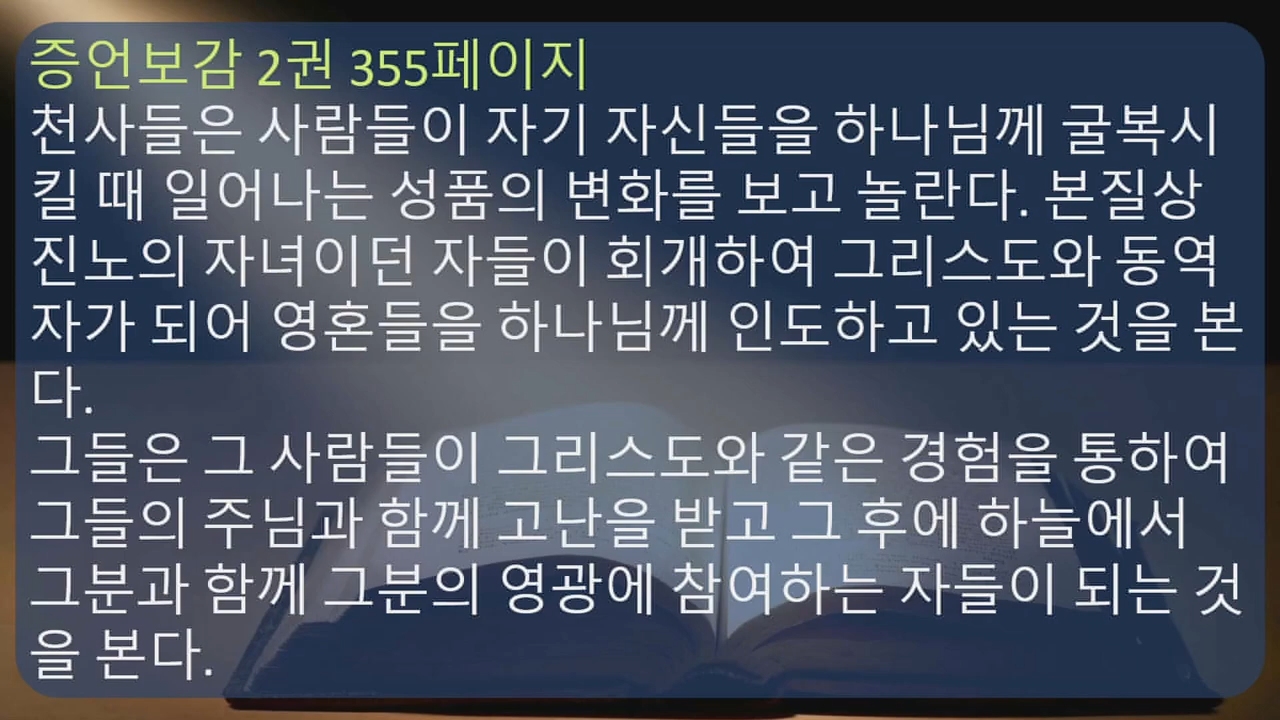 증언보감 2권 355페이지
천사들은 사람들이 자기 자신들을 하나님께 굴복시
킬 때 일어나는 성품의 변화를 보고 놀란다. 본질상
진노의 자녀이던 자들이 회개하여 그리스도와 동역
자가 되어 영혼들을 하나님께 인도하고 있는 것을 본
다.
그들은 그 사람들이 그리스도와 같은 경험을 통하여
그들의 주님과 함께 고난을 받고 그 후에 하늘에서
그분과 함께 그분의 영광에 참여하는 자들이 되는 것
을 본다.